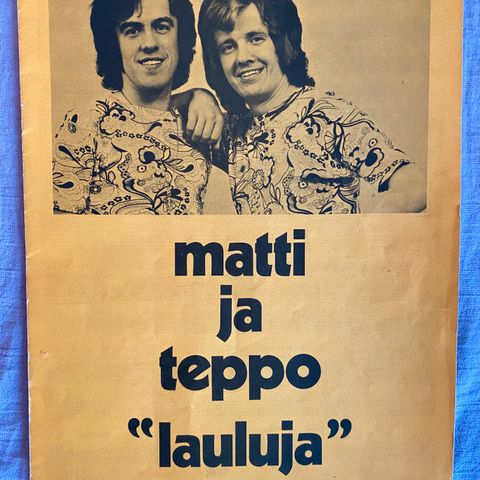 matti
ja
teppo
“lauluja”